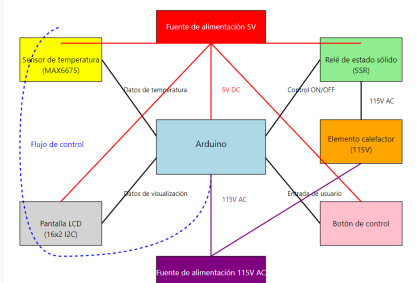 Fuente de alimentación 5V
Sensor de temperatura
(MAX6675)
Relé de estado sólido
(SSR)
Datos de temperatura
5V DC
Control ON/OFF
115V AC
Flujo de control
Arduino
Elemento calefactor
(115V)
Datos de visualización
115V AC
Entrada de usuario
Pantalla LCD
(16x2 I2C)
Botón de control
Fuente de alimentación 115V AC